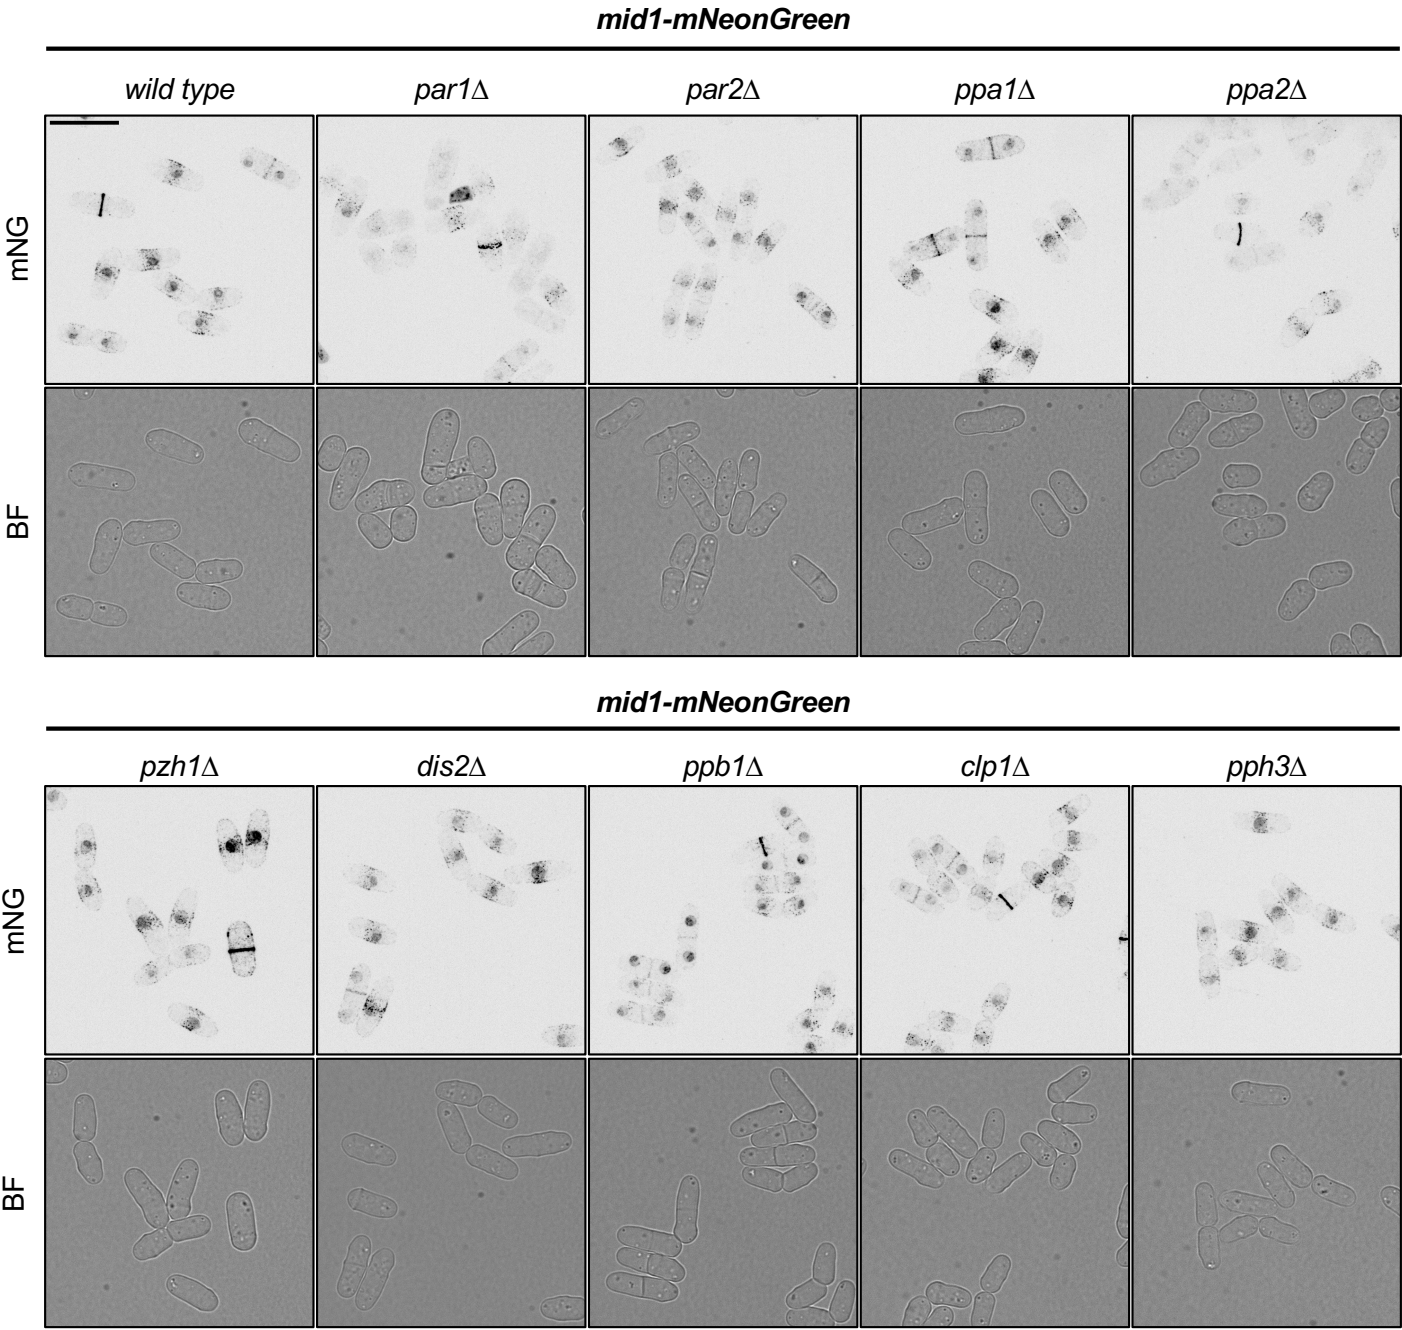 mid1-mNeonGreen
wild type par1Δ par2Δ ppa1Δ ppa2Δ
mNG
BF
mid1-mNeonGreen
pzh1Δ dis2Δ ppb1Δ clp1Δ pph3Δ
mNG
BF